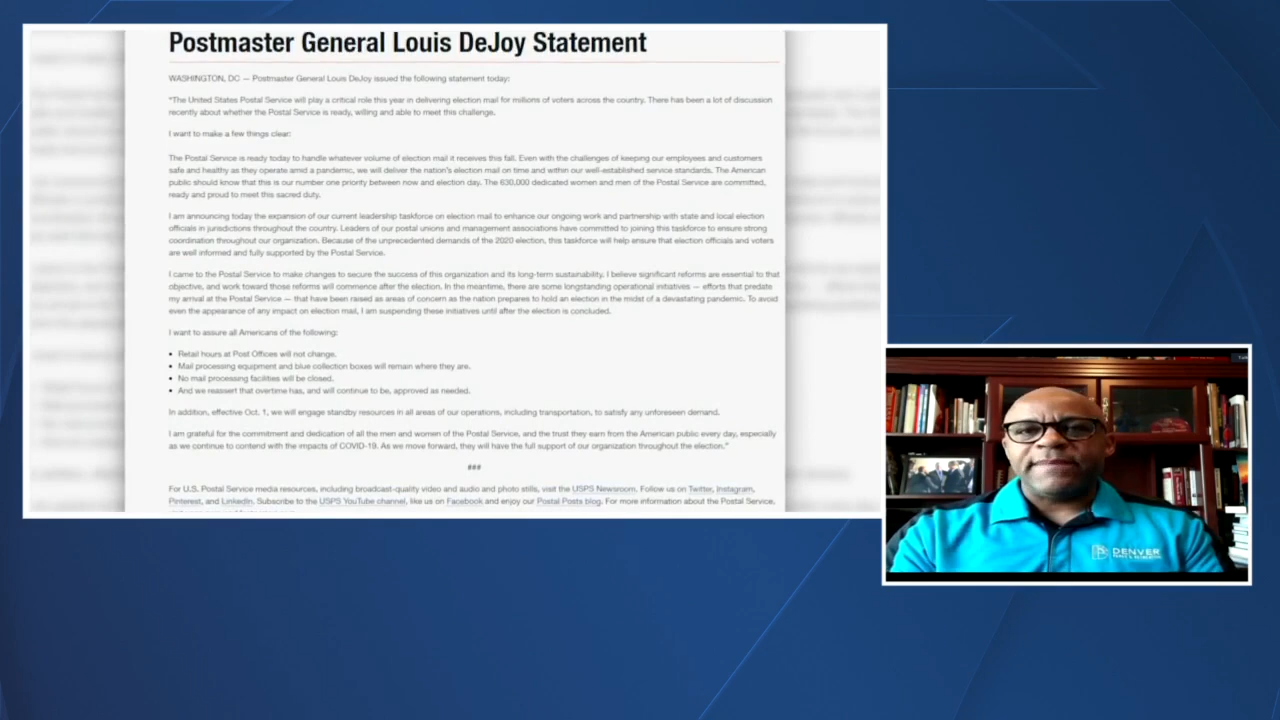 Postmaster General Louis DeJoy Statement
WASHINGTON, DC — Postmaster General Louis DeJoy issued the following statement today:
“The United States Postal Service will play a critical role this year in delivering election mail for millions of voters across the country. There has been a lot of discussion
recently about whether the Postal Service is ready, willing and able to meet this challenge.
I want to make a few things clear:
The Postal Service is ready today to handle whatever volume of election mail it receives this fall. Even with the challenges of keeping our employees and customers
safe and healthy as they operate amid a pandemic, we will deliver the nation’s election mail on time and within our well-established service standards. The American
public should know that this is our number one priority between now and election day. The 630,000 dedicated women and men of the Postal Service are committed,
ready and proud to meet this sacred duty.
I am announcing today the expansion of our current leadership taskforce on election mail to enhance our ongoing work and partnership with state and local election
officials in jurisdictions throughout the country. Leaders of our postal unions and management associations have committed to joining this taskforce to ensure strong
coordination throughout our organization. Because of the unprecedented demands of the 2020 election, this taskforce will help ensure that election officials and voters
are well informed and fully supported by the Postal Service.
I came to the Postal Service to make changes to secure the success of this organization and its long-term sustainability. I believe significant reforms are essential to that
objective, and work toward those reforms will commence after the election. In the meantime, there are some longstanding operational initiatives — efforts that predate
my arrival at the Postal Service — that have been raised as areas of concern as the nation prepares to hold an election in the midst of a devastating pandemic. To avoid
even the appearance of any impact on election mail, I am suspending these initiatives until after the election is concluded.
I want to assure all Americans of the following:
• Retail hours at Post Offices will not change.
• Mail processing equipment and blue collection boxes will remain where they are.
• No mail processing facilities will be closed.
• And we reassert that overtime has, and will continue to be, approved as needed.
In addition, effective Oct. 1, we will engage standby resources in all areas of our operations, including transportation, to satisfy any unforeseen demand.
I am grateful for the commitment and dedication of all the men and women of the Postal Service, and the trust they earn from the American public every day, especially
as we continue to contend with the impacts of COVID-19. As we move forward, they will have the full support of our organization throughout the election.”
###
For U.S. Postal Service media resources, including broadcast-quality video and audio and photo stills, visit the USPS Newsroom. Follow us on Twitter, Instagram,
Pinterest, and LinkedIn. Subscribe to the USPS YouTube channel, like us on Facebook and enjoy our Postal Posts blog. For more information about the Postal Service,
DENVER